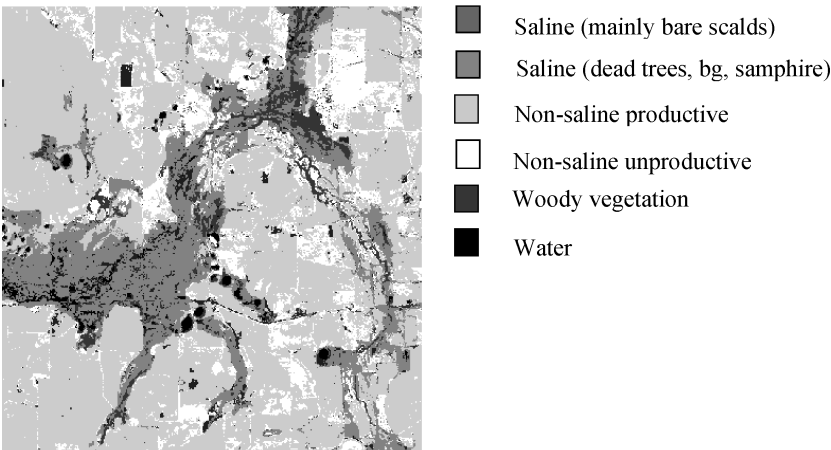 Saline (mainly bare scalds)
Saline (dead trees, bg, samphire)
Non-saline productive
Non-saline unproductive
Woody vegetation
Water